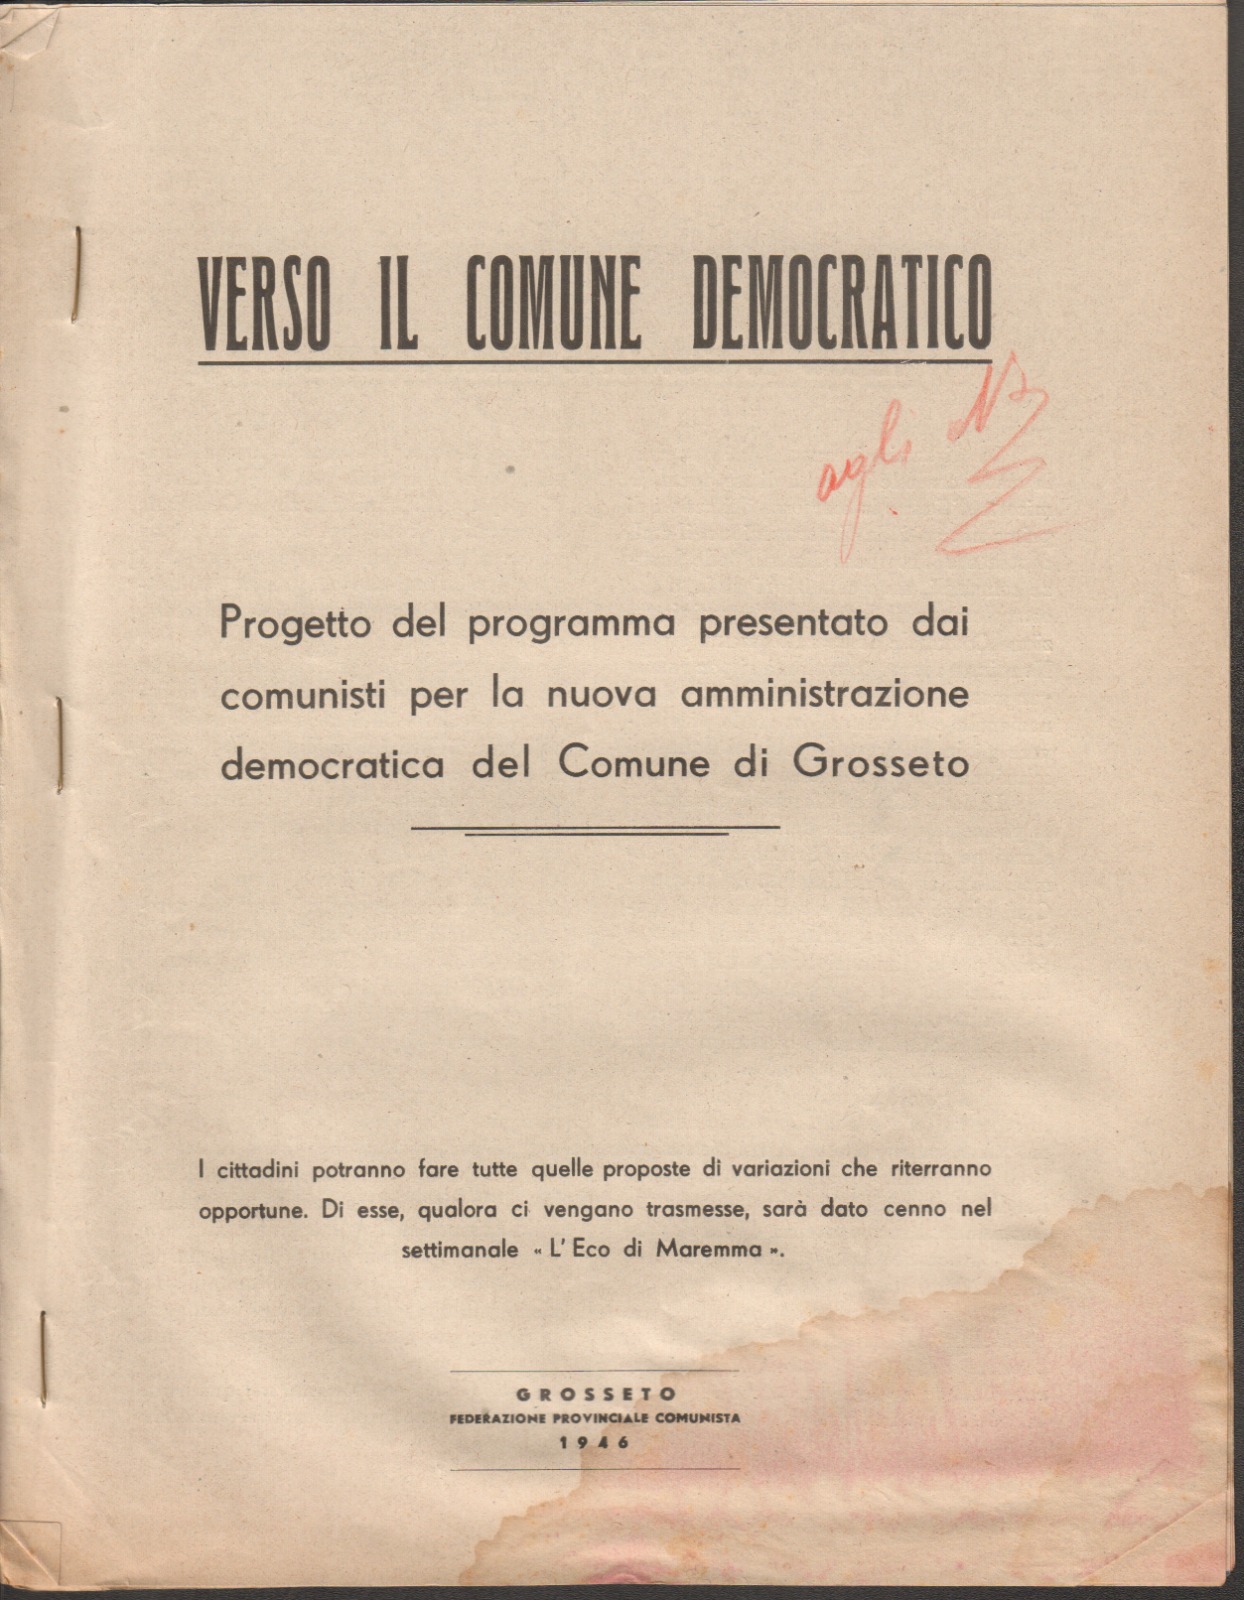 VERSO IL COMUNE DEMOCRATICO
agli
Progetto del programma presentato dai
comunisti per la nuova amministrazione
democratica del Comune di Grosseto
I cittadini potranno fare tutte quelle proposte di variazioni che riterranno
opportune. Di esse, qualora ci vengano trasmesse, sarà dato cenno nel
settimanale « L' Eco di Maremma ».
GROSSETO
FEDERAZIONE PROVINCIALE COMUNISTA
1946